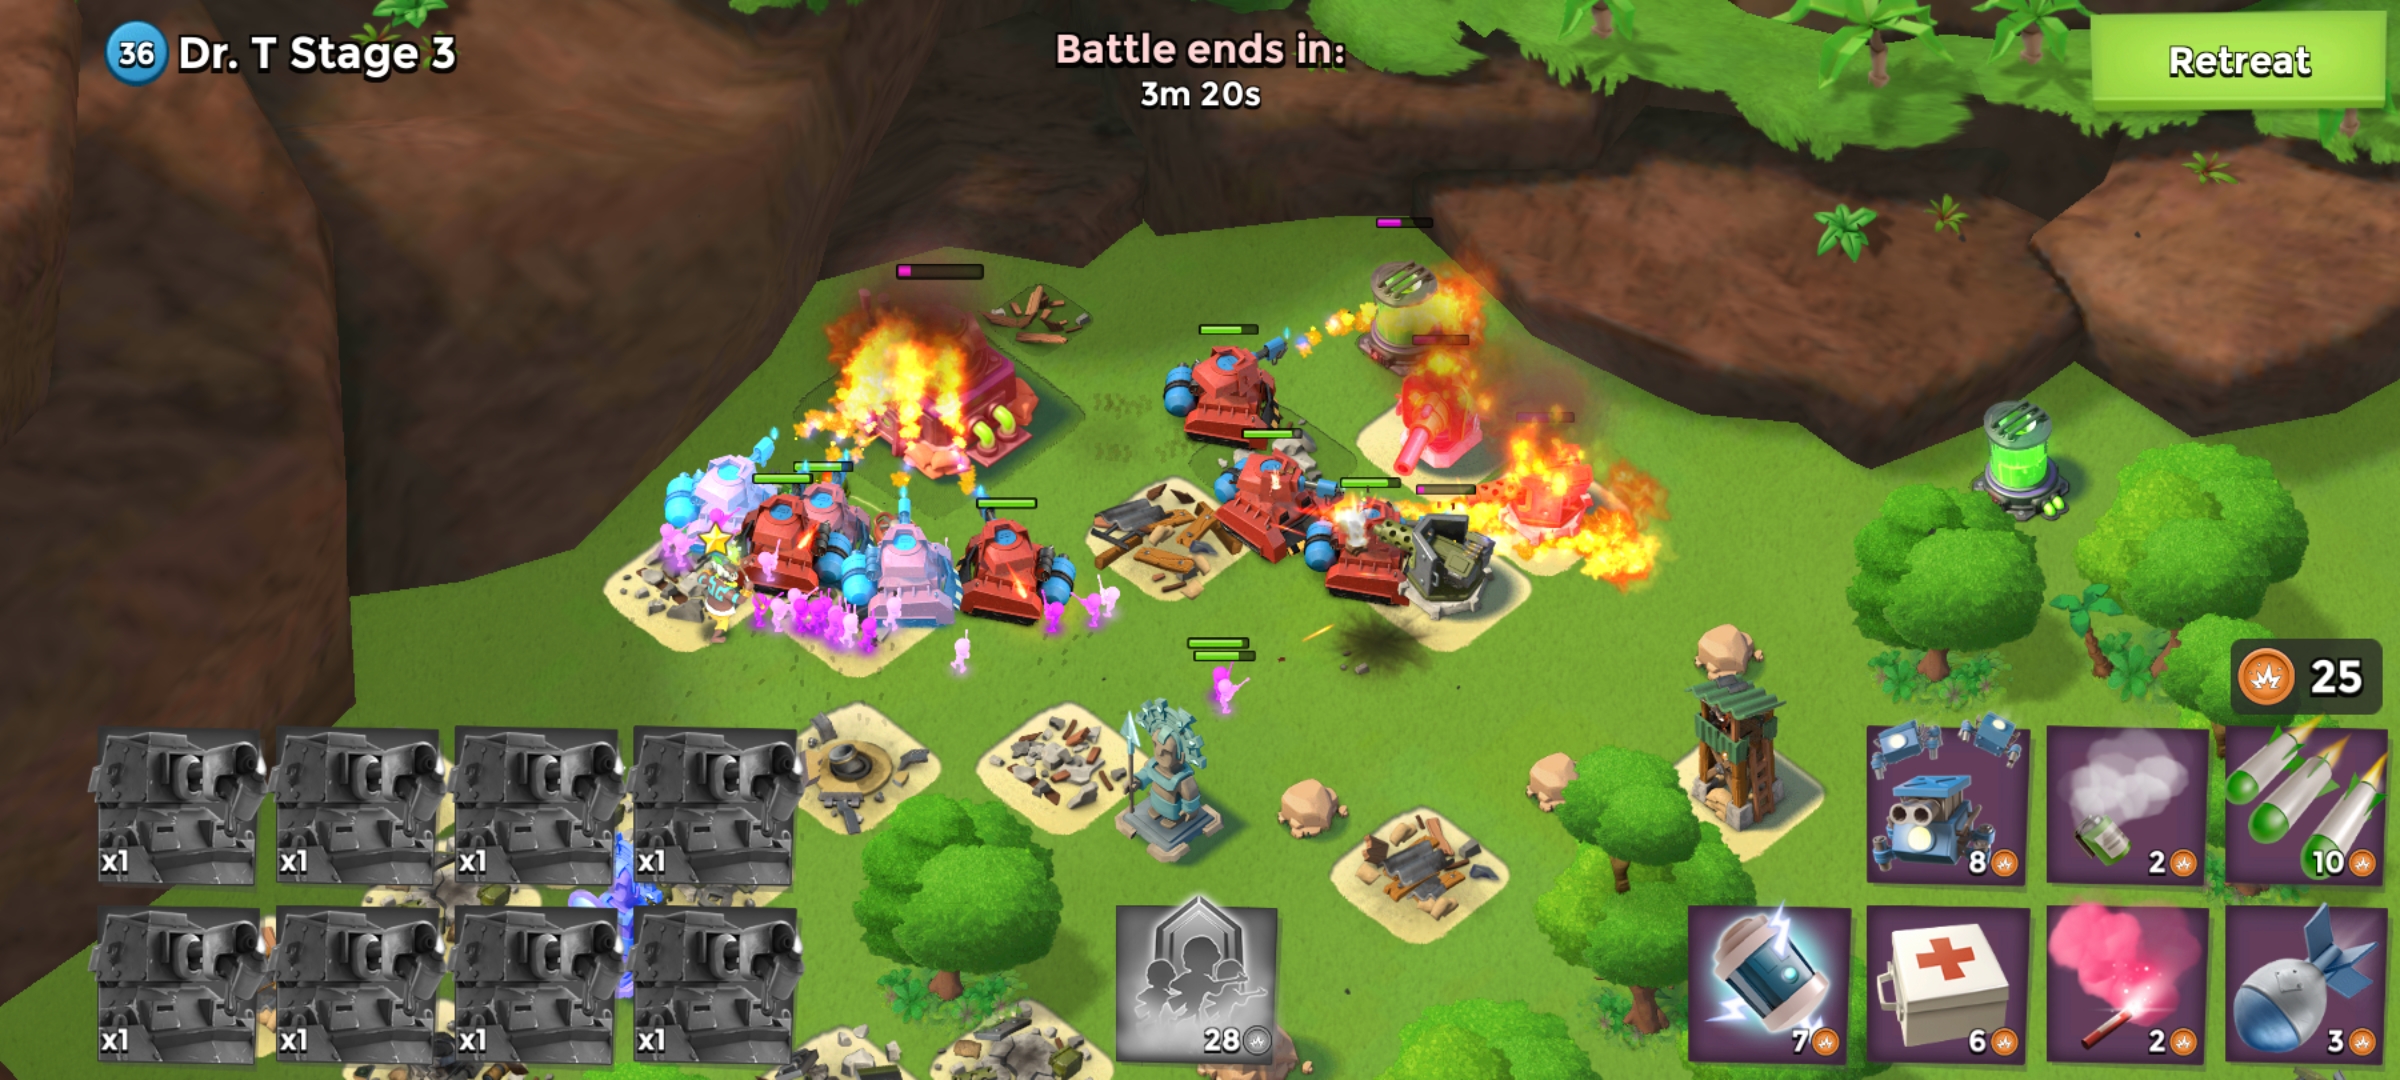 36 Dr. T Stage 3
Battle ends in:
3m 20s
Retreat
25
8
2
10
x1
x1
x1
x1
x1
x1
x1
x1
28
7
6
2
3